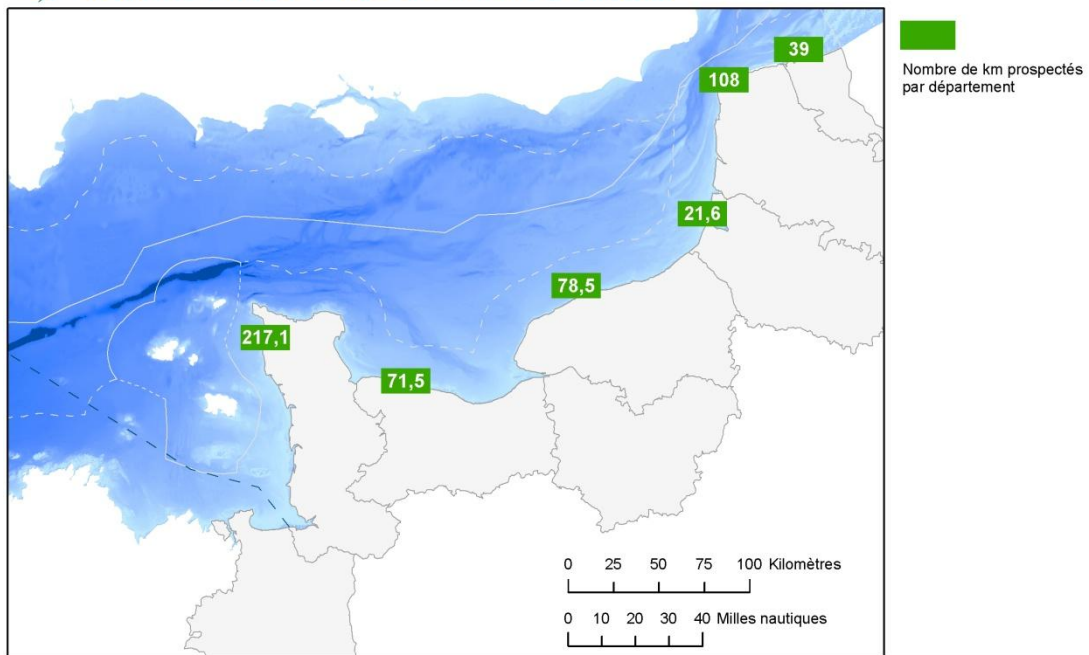 39
108
21,6
78,5
217,1
71,5
Nombre de km prospectés
par département
0 25 50 75 100 Kilomètres
0 10 20 30 40 Milles nautiques